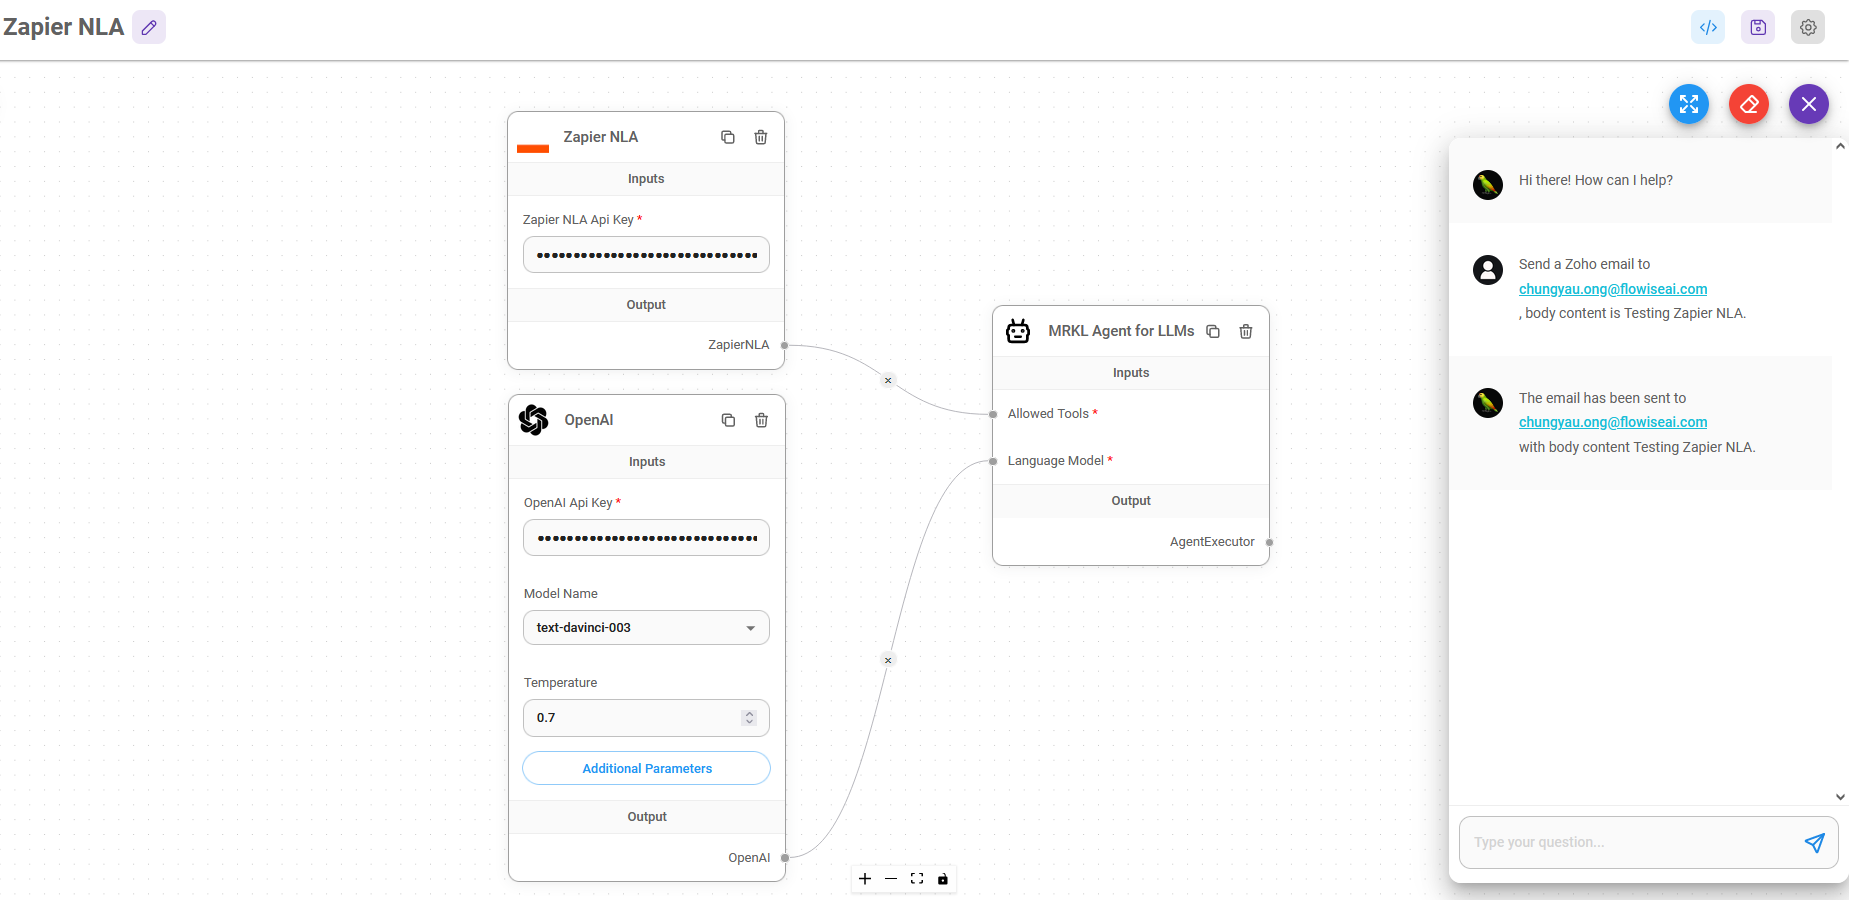 Zapier NLA
Zapier NLA
Inputs
Zapier NLA Api Key *
••••••••••••••••••••••••••••••
Output
ZapierNLA
OpenAI
Inputs
OpenAI Api Key *
••••••••••••••••••••••••••••••
Model Name
text-davinci-003
Temperature
0.7
Additional Parameters
Output
OpenAI
MRKL Agent for LLMs
Inputs
Allowed Tools *
Language Model *
Output
AgentExecutor
Hi there! How can I help?
Send a Zoho email to
chungyau.ong@flowiseai.com
, body content is Testing Zapier NLA.
The email has been sent to
chungyau.ong@flowiseai.com
with body content Testing Zapier NLA.
Type your question...